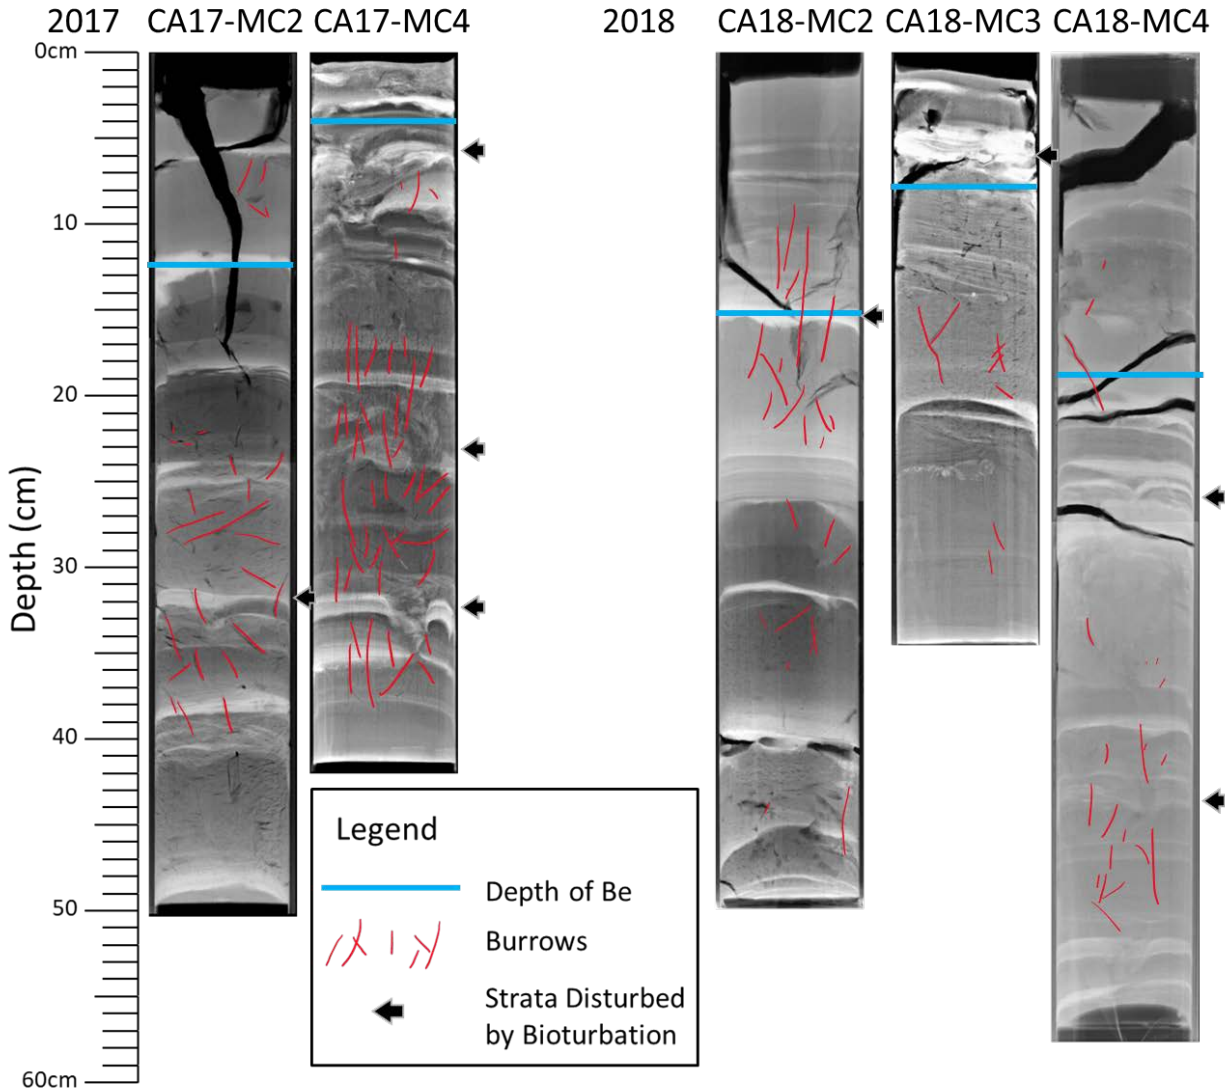 2017 CA17-MC2 CA17-MC4 2018 CA18-MC2 CA18-MC3 CA18-MC4
0cm
10
20
30
40
50
60cm
Depth (cm)
Legend
Depth of Be
Burrows
Strata Disturbed
by Bioturbation